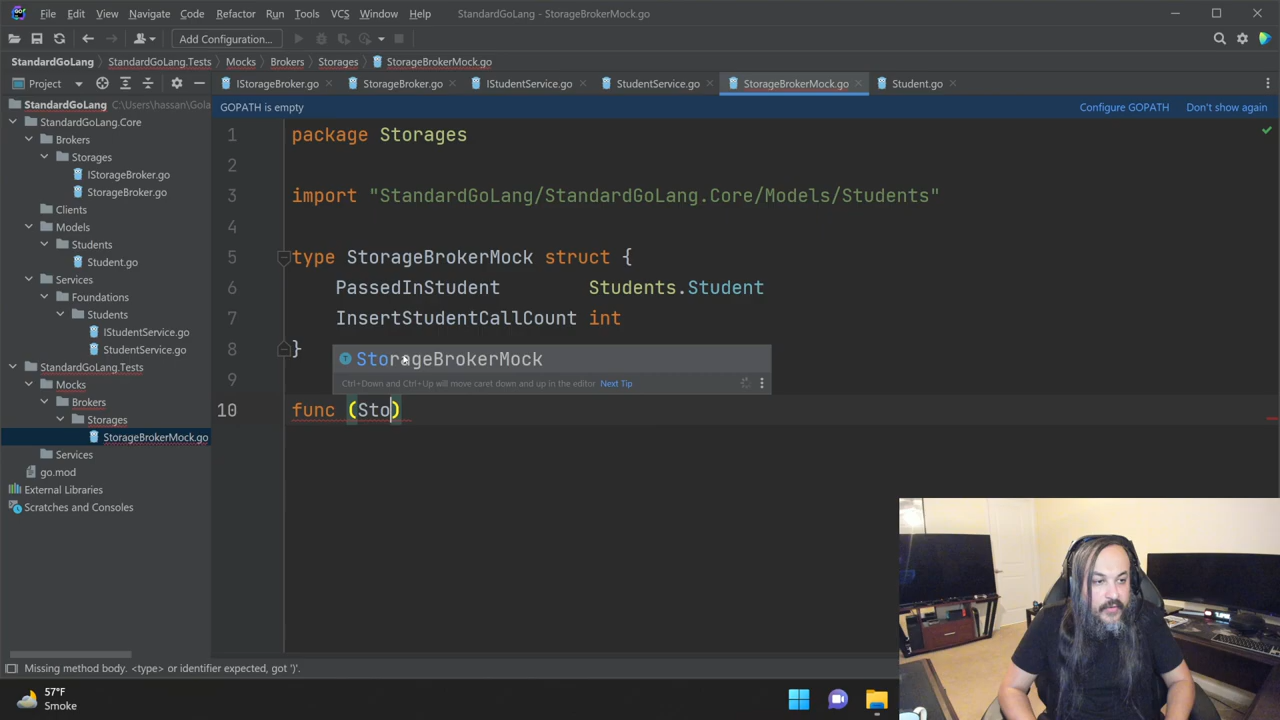 File Edit View Navigate Code Refactor Run Tools VCS Window Help StandardGoLang - StorageBrokerMock.go
Add Configuration...
StandardGoLang StandardGoLang.Tests Mocks Brokers Storages StorageBrokerMock.go
Project IStorageBroker.go StorageBroker.go IStudentService.go StudentService.go StorageBrokerMock.go Student.go
StandardGoLang C:\Users\hassan\Gola
StandardGoLang.Core
Brokers
Storages
IStorageBroker.go
StorageBroker.go
Clients
Models
Students
Student.go
Services
Foundations
Students
IStudentService.go
StudentService.go
StandardGoLang.Tests
Mocks
Brokers
Storages
StorageBrokerMock.go
Services
go.mod
External Libraries
Scratches and Consoles
GOPATH is empty Configure GOPATH Don't show again
1 package Storages
2
3 import "StandardGoLang/StandardGoLang.Core/Models/Students"
4
5 type StorageBrokerMock struct {
6 PassedInStudent Students.Student
7 InsertStudentCallCount int
8 }
9
StorageBrokerMock
Ctrl+Down and Ctrl+Up will move caret down and up in the editor Next Tip
10 func (Sto)
Missing method body. <type> or identifier expected, got ')'.
57°F
Smoke